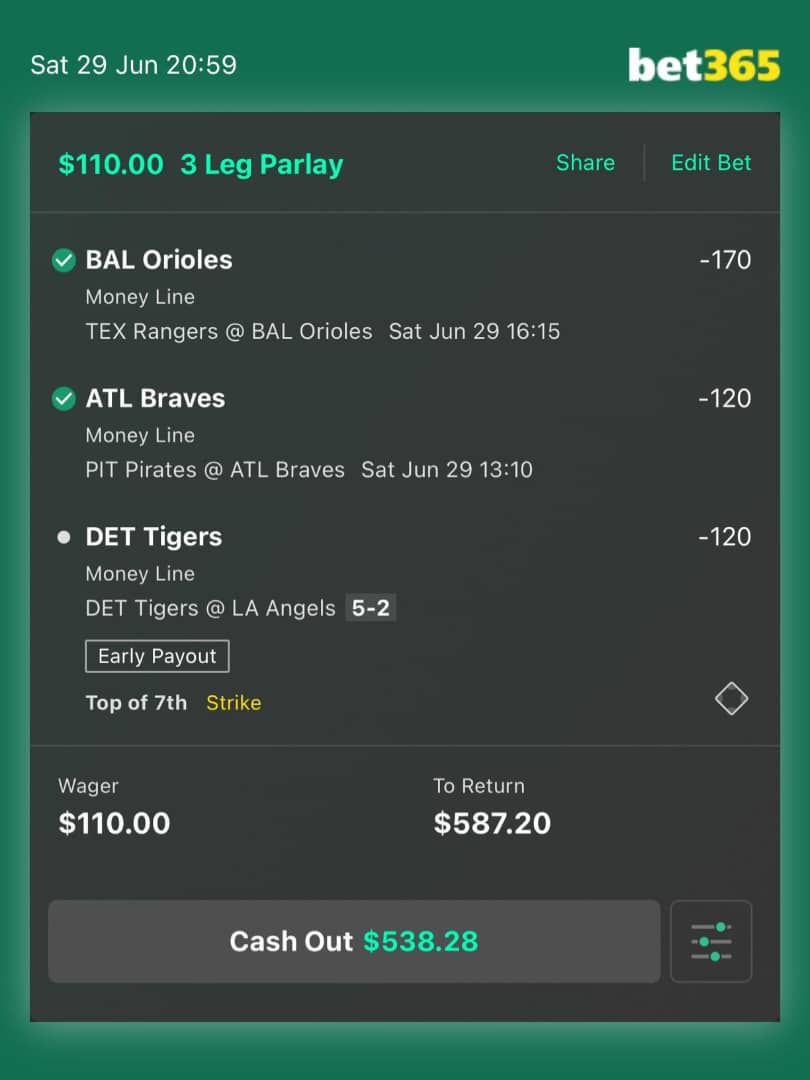 Sat 29 Jun 20:59 bet365
$110.00 3 Leg Parlay Share Edit Bet
BAL Orioles -170
Money Line
TEX Rangers @ BAL Orioles Sat Jun 29 16:15
ATL Braves -120
Money Line
PIT Pirates @ ATL Braves Sat Jun 29 13:10
DET Tigers -120
Money Line
DET Tigers @ LA Angels 5-2
Early Payout
Top of 7th Strike
Wager To Return
$110.00 $587.20
Cash Out $538.28